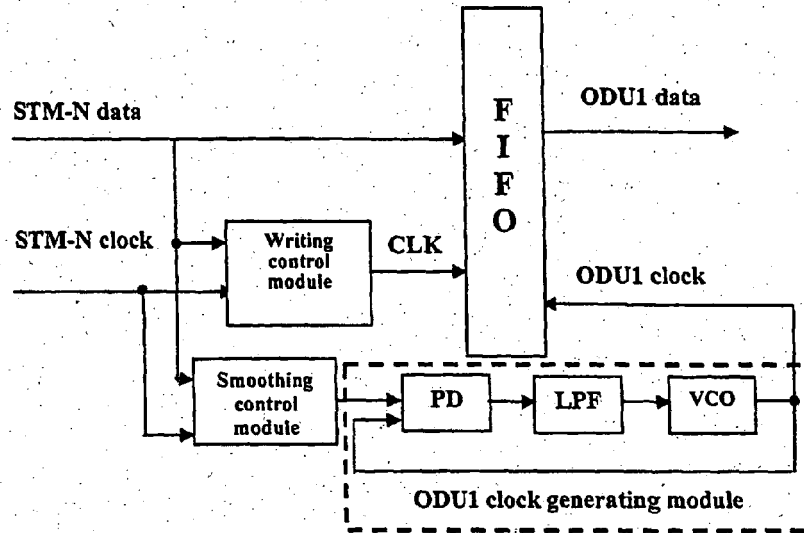 STM-N data
F
I
F
O
ODU1 data
STM-N clock
Writing
control
module
CLK
ODU1 clock
Smoothing
control
module
PD
LPF
VCO
ODU1 clock generating module